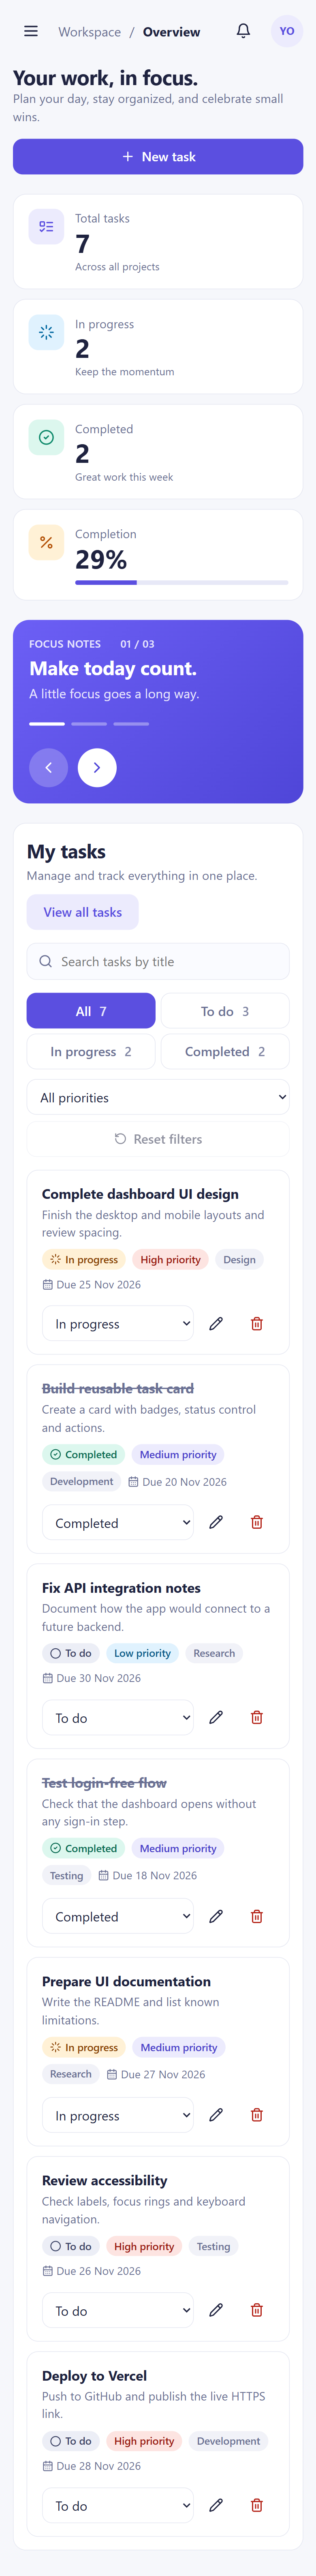 Workspace / Overview
YO
Your work, in focus.
Plan your day, stay organized, and celebrate small
wins.
New task
Total tasks
7
Across all projects
In progress
2
Keep the momentum
Completed
2
Great work this week
Completion
29%
FOCUS NOTES 01 / 03
Make today count.
A little focus goes a long way.
My tasks
Manage and track everything in one place.
View all tasks
Search tasks by title
All 7
To do 3
In progress 2
Completed 2
All priorities
Reset filters
Complete dashboard UI design
Finish the desktop and mobile layouts and
review spacing.
In progress High priority Design
Due 25 Nov 2026
In progress
Build reusable task card
Create a card with badges, status control
and actions.
Completed Medium priority
Development Due 20 Nov 2026
Completed
Fix API integration notes
Document how the app would connect to a
future backend.
To do Low priority Research
Due 30 Nov 2026
To do
Test login-free flow
Check that the dashboard opens without
any sign-in step.
Completed Medium priority
Testing Due 18 Nov 2026
Completed
Prepare UI documentation
Write the README and list known
limitations.
In progress Medium priority
Research Due 27 Nov 2026
In progress
Review accessibility
Check labels, focus rings and keyboard
navigation.
To do High priority Testing
Due 26 Nov 2026
To do
Deploy to Vercel
Push to GitHub and publish the live HTTPS
link.
To do High priority Development
Due 28 Nov 2026
To do